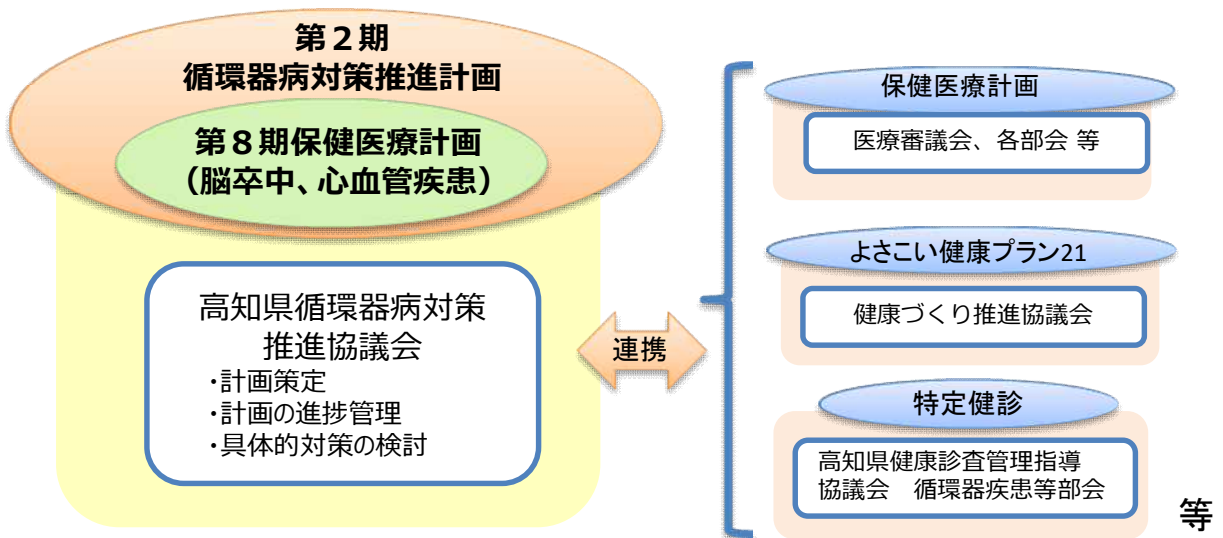 第２期
循環器病対策推進計画
第８期保健医療計画
（脳卒中、心血管疾患）
高知県循環器病対策
推進協議会
・計画策定
・計画の進捗管理
・具体的対策の検討
連携
保健医療計画
医療審議会、各部会 等
よさこい健康プラン21
健康づくり推進協議会
特定健診
高知県健康診査管理指導
協議会　循環器疾患等部会
等